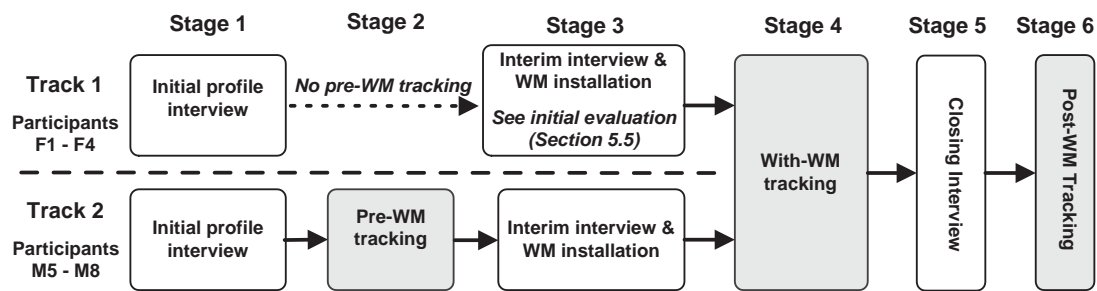 Stage 1
Stage 2
Stage 3
Stage 4
Stage 5
Stage 6
Track 1
Participants
F1 - F4
Initial profile
interview
No pre-WM tracking
Interim interview &
WM installation
See initial evaluation
(Section 5.5)
Track 2
Participants
M5 - M8
Initial profile
interview
Pre-WM
tracking
Interim interview &
WM installation
With-WM
tracking
Closing Interview
Post-WM Tracking